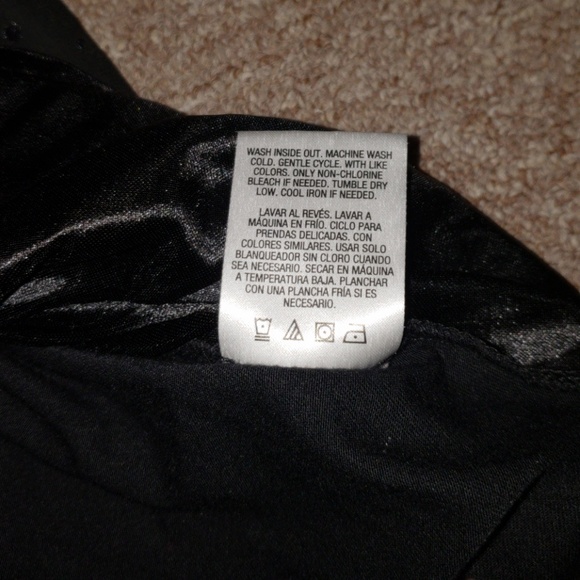 WASH INSIDE OUT. MACHINE WASH
COLD. GENTLE CYCLE. WITH LIKE
COLORS. ONLY NON-CHLORINE
BLEACH IF NEEDED. TUMBLE DRY
LOW. COOL IRON IF NEEDED.
LAVAR AL REVÉS. LAVAR A
MÁQUINA EN FRÍO. CICLO PARA
PRENDAS DELICADAS. CON
COLORES SIMILARES. USAR SOLO
BLANQUEADOR SIN CLORO CUANDO
SEA NECESARIO. SECAR EN MÁQUINA
A TEMPERATURA BAJA. PLANCHAR
CON UNA PLANCHA FRÍA SI ES
NECESARIO.